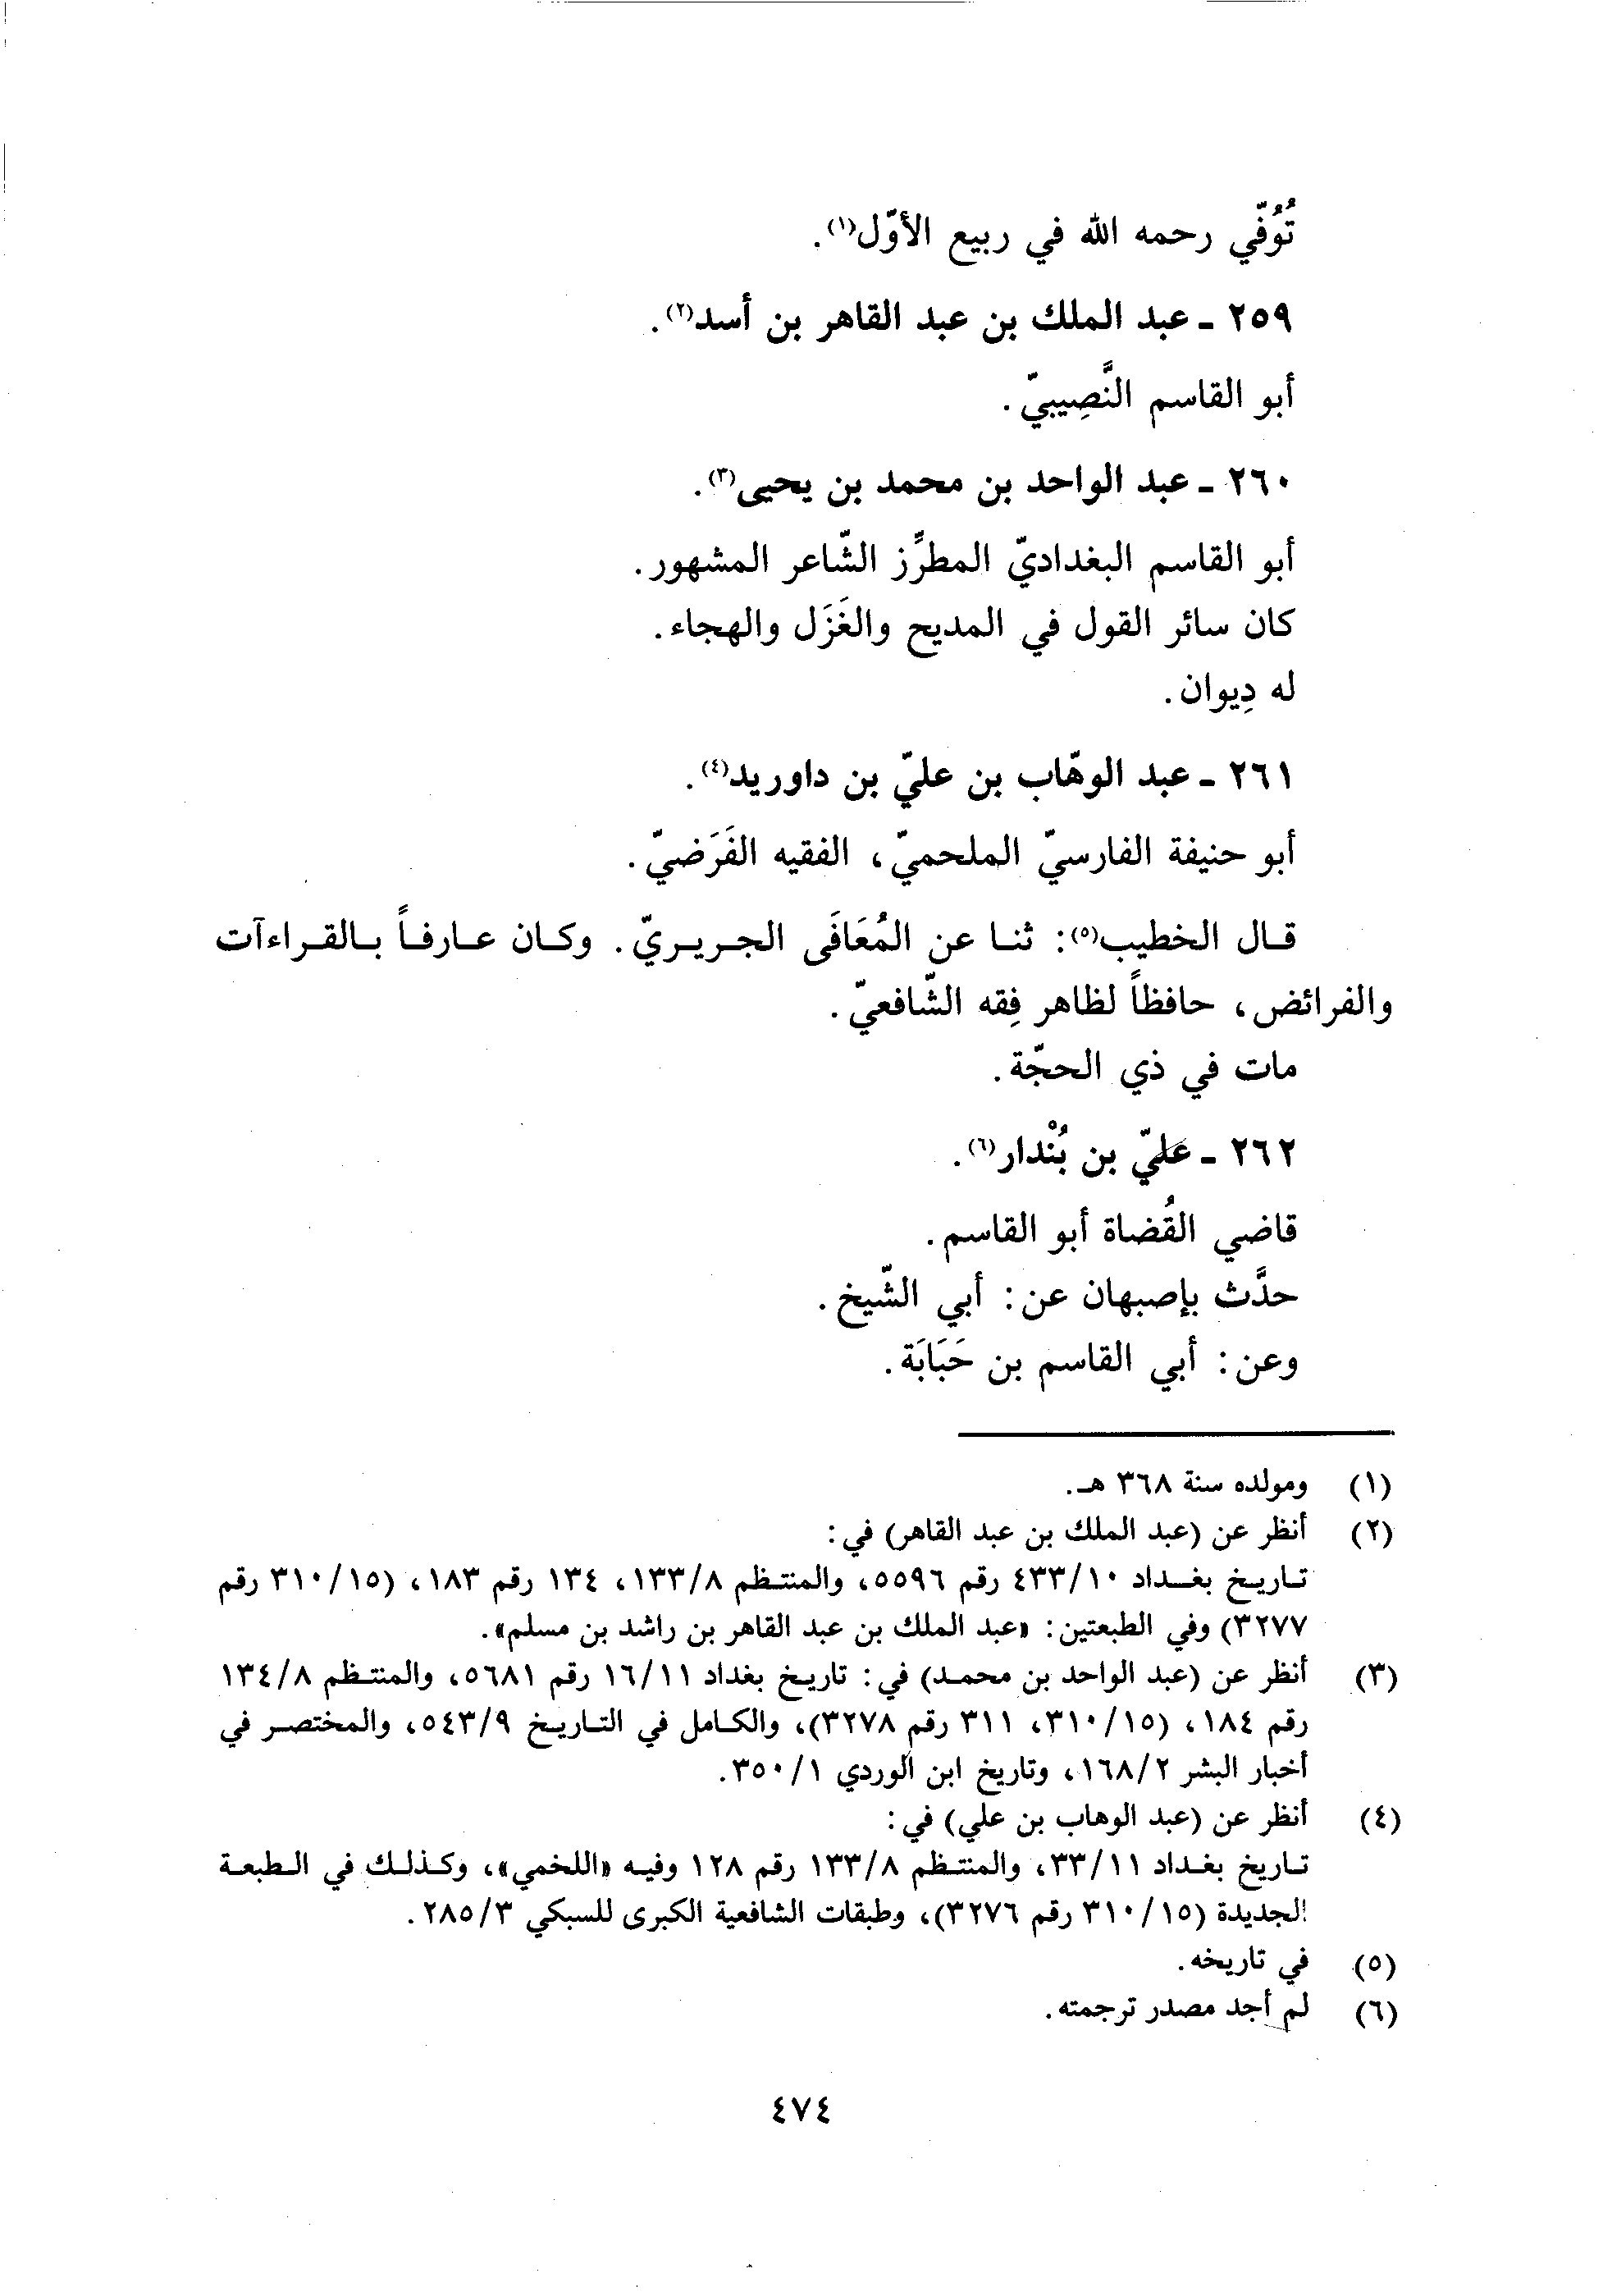 تُوُفّي رحمه الله في ربيع الأوّل(١).
٢٥٩ ـ عبد الملك بن عبد القاهر بن أسد(٢).
أبو القاسم النَّصِيبيّ.
٢٦٠ ـ عبد الواحد بن محمد بن يحيى(٣).
أبو القاسم البغداديّ المطرِّز الشّاعر المشهور.
كان سائر القول في المديح والغَزَل والهجاء.
له دِيوان.
٢٦١ ـ عبد الوهّاب بن عليّ بن داوريد(٤).
أبو حنيفة الفارسيّ الملحميّ، الفقيه الفَرَضيّ.
قال الخطيب(٥): ثنا عن المُعَافَى الجريريّ. وكان عارفاً بالقراءآت
والفرائض، حافظاً لظاهر فِقه الشّافعيّ.
مات في ذي الحجّة.
٢٦٢ ـ عليّ بن بُنْدار(٦).
قاضي القُضاة أبو القاسم.
حدَّث بإصبهان عن: أبي الشّيخ.
وعن: أبي القاسم بن حَبَابَة.
(١) ومولده سنة ٣٦٨ هـ.
(٢) أنظر عن (عبد الملك بن عبد القاهر) في:
تاريخ بغداد ٤٣٣/١٠ رقم ٥٥٩٦، والمنتظم ١٣٣/٨، ١٣٤ رقم ١٨٣، (٣١٠/١٥ رقم
٣٢٧٧) وفي الطبعتين: «عبد الملك بن عبد القاهر بن راشد بن مسلم».
(٣) أنظر عن (عبد الواحد بن محمد) في: تاريخ بغداد ١٦/١١ رقم ٥٦٨١، والمنتظم ١٣٤/٨
رقم ١٨٤، (٣١٠/١٥، ٣١١ رقم ٣٢٧٨)، والكامل في التاريخ ٥٤٣/٩، والمختصر في
أخبار البشر ١٦٨/٢، وتاريخ ابن الوردي ٣٥٠/١.
(٤) أنظر عن (عبد الوهاب بن علي) في:
تاريخ بغداد ٣٣/١١، والمنتظم ١٣٣/٨ رقم ١٢٨ وفيه «اللخمي»، وكذلك في الطبعة
الجديدة (٣١٠/١٥ رقم ٣٢٧٦)، وطبقات الشافعية الكبرى للسبكي ٢٨٥/٣.
(٥) في تاريخه.
(٦) لم أجد مصدر ترجمته.
٤٧٤